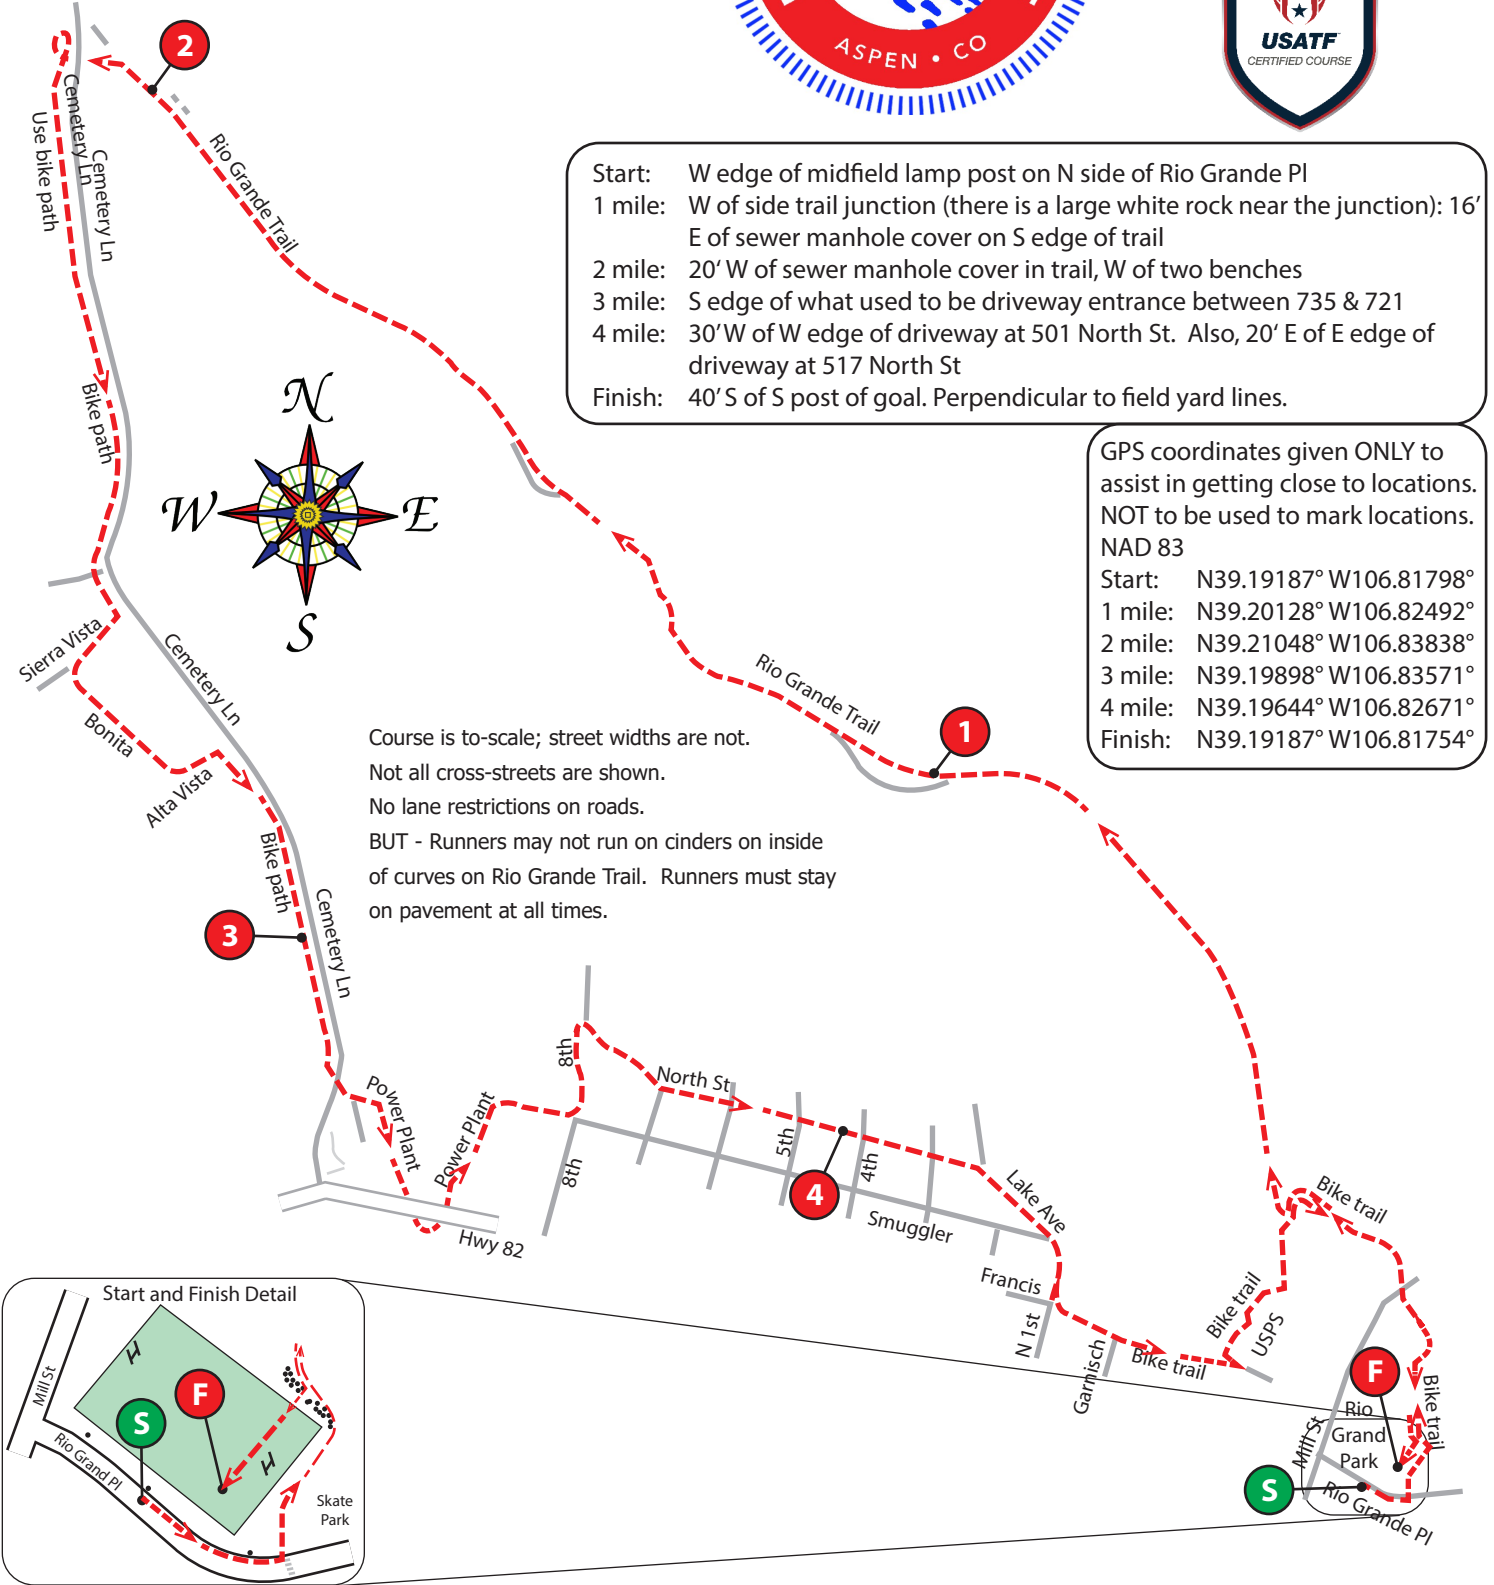 ASPEN • CO
USATF
CERTIFIED COURSE
Start: W edge of midfield lamp post on N side of Rio Grande Pl
1 mile: W of side trail junction (there is a large white rock near the junction): 16’
E of sewer manhole cover on S edge of trail
2 mile: 20‘ W of sewer manhole cover in trail, W of two benches
3 mile: S edge of what used to be driveway entrance between 735 & 721
4 mile: 30’ W of W edge of driveway at 501 North St. Also, 20‘ E of E edge of
driveway at 517 North St
Finish: 40’ S of S post of goal. Perpendicular to field yard lines.
GPS coordinates given ONLY to
assist in getting close to locations.
NOT to be used to mark locations.
NAD 83
Start: N39.19187° W106.81798°
1 mile: N39.20128° W106.82492°
2 mile: N39.21048° W106.83838°
3 mile: N39.19898° W106.83571°
4 mile: N39.19644° W106.82671°
Finish: N39.19187° W106.81754°
2
Cemetery Ln
Cemetery Ln
Use bike path
Rio Grande Trail
Bike path
N
W
E
S
Sierra Vista
Cemetery Ln
Bonita
Alta Vista
Rio Grande Trail
1
Course is to-scale; street widths are not.
Not all cross-streets are shown.
No lane restrictions on roads.
BUT - Runners may not run on cinders on inside
of curves on Rio Grande Trail. Runners must stay
on pavement at all times.
Bike path
Cemetery Ln
3
Power Plant
Power Plant
8th
8th
North St
5th
4th
4
Smuggler
Lake Ave
Hwy 82
Francis
N 1st
Garnisch
Bike trail
Bike trail
USPS
Bike trail
F
Bike trail
Rio
Grand
Park
Mill St
S
Rio Grande Pl
Start and Finish Detail
Mill St
F
S
Rio Grand Pl
Skate
Park